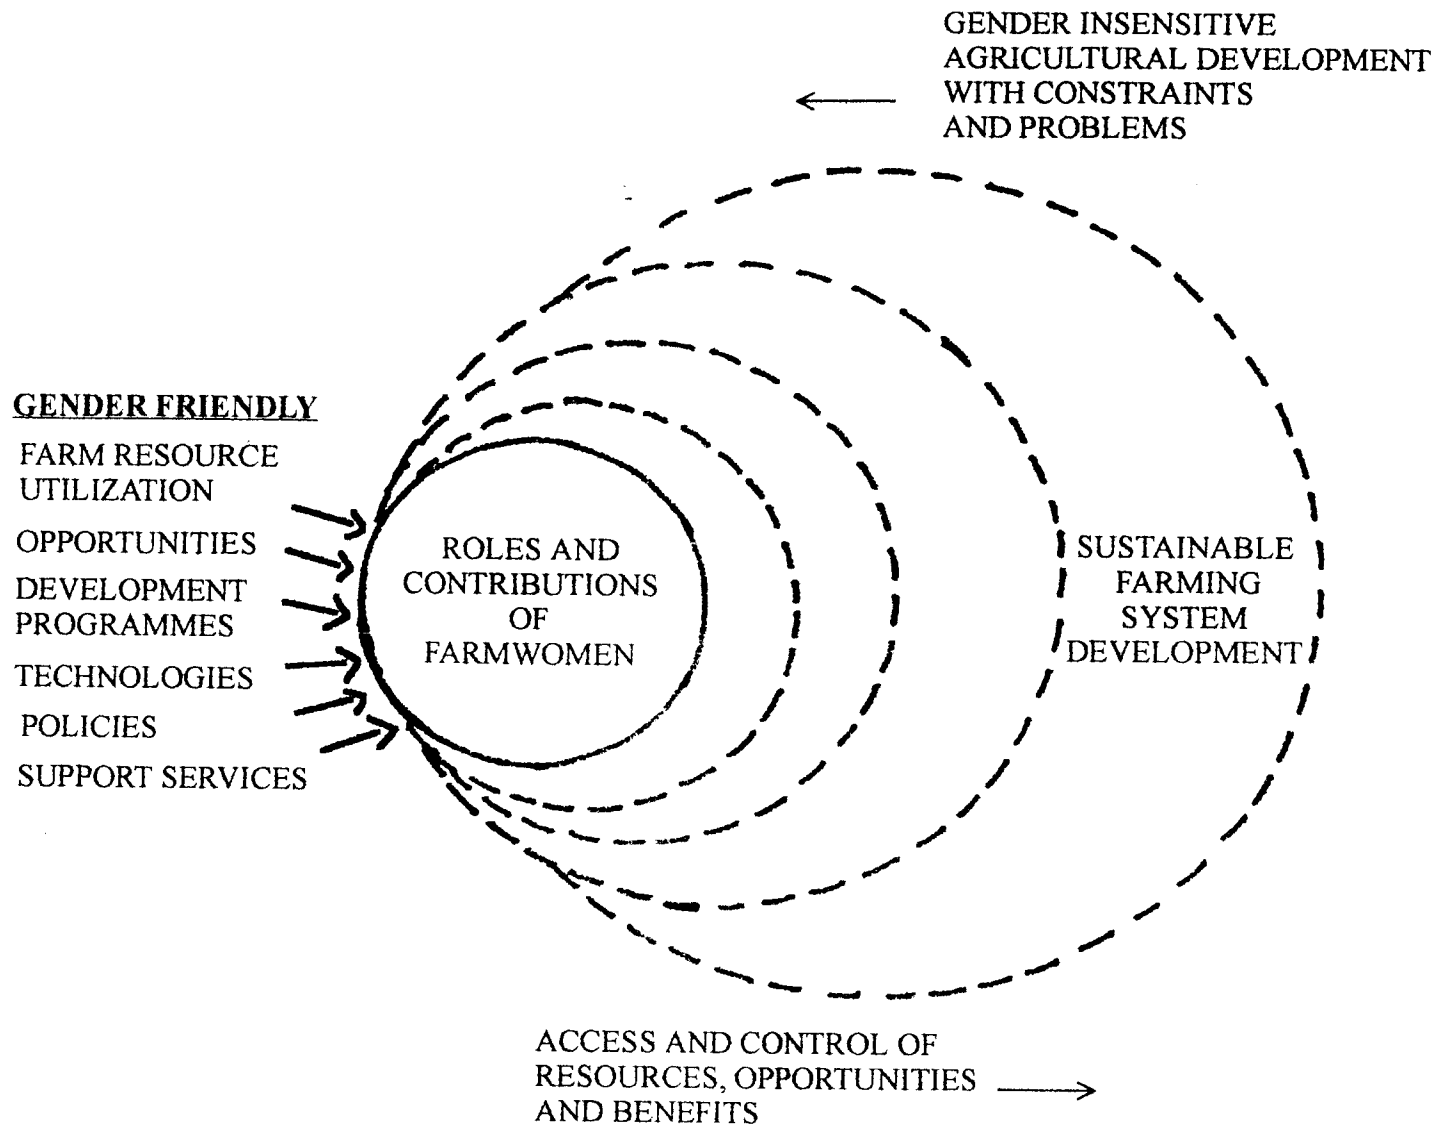 GENDER INSENSITIVE
AGRICULTURAL DEVELOPMENT
WITH CONSTRAINTS
AND PROBLEMS
GENDER FRIENDLY
FARM RESOURCE
UTILIZATION
OPPORTUNITIES
DEVELOPMENT
PROGRAMMES
TECHNOLOGIES
POLICIES
SUPPORT SERVICES
ROLES AND
CONTRIBUTIONS
OF
FARMWOMEN
SUSTAINABLE
FARMING
SYSTEM
DEVELOPMENT
ACCESS AND CONTROL OF
RESOURCES, OPPORTUNITIES
AND BENEFITS